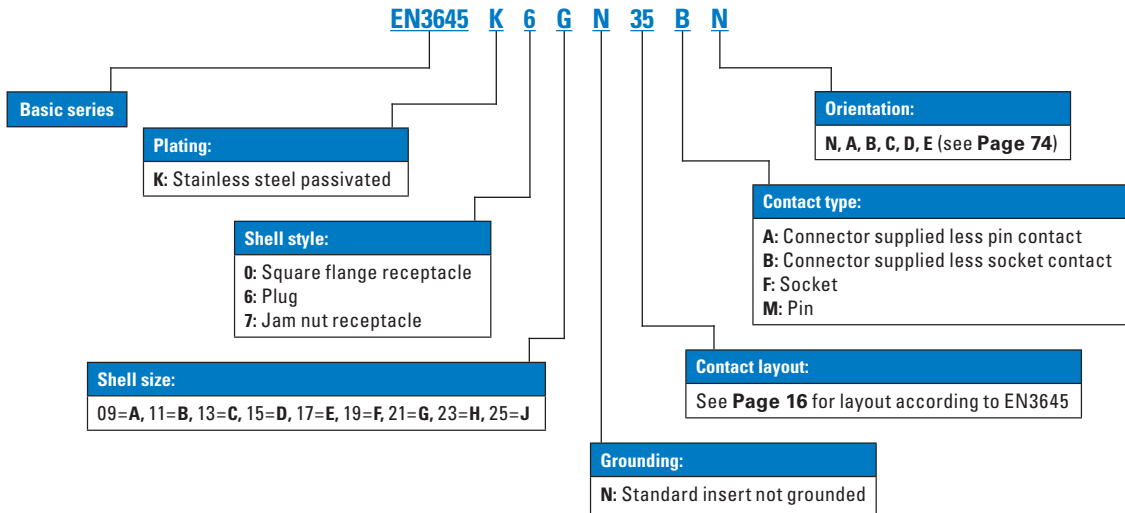 EN3645 K 6 G N 35 B N
Basic series
Plating:
K: Stainless steel passivated
Shell style:
0: Square flange receptacle
6: Plug
7: Jam nut receptacle
Shell size:
09=A, 11=B, 13=C, 15=D, 17=E, 19=F, 21=G, 23=H, 25=J
Orientation:
N, A, B, C, D, E (see Page 74)
Contact type:
A: Connector supplied less pin contact
B: Connector supplied less socket contact
F: Socket
M: Pin
Contact layout:
See Page 16 for layout according to EN3645
Grounding:
N: Standard insert not grounded